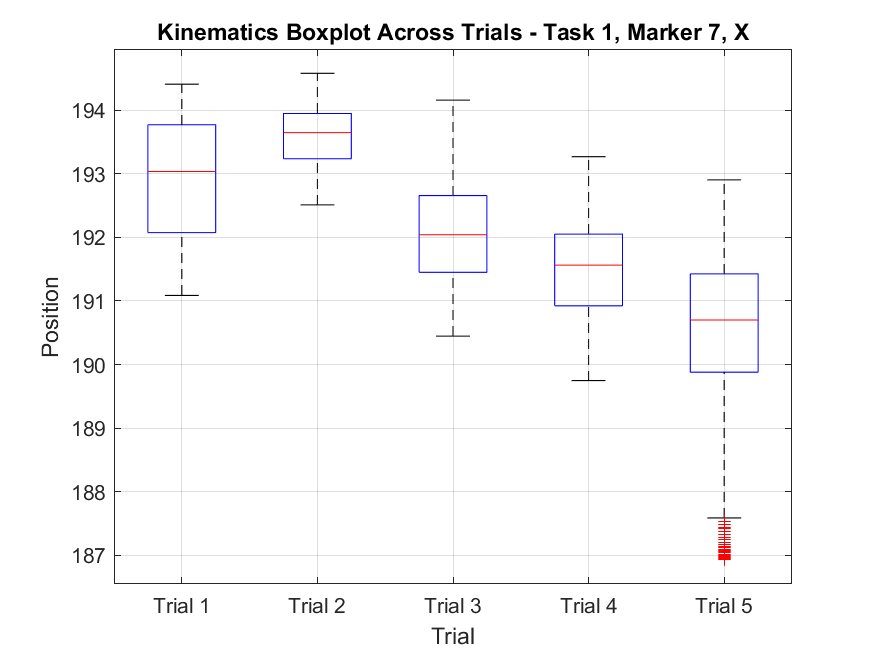 Kinematics Boxplot Across Trials - Task 1, Marker 7, X
194
193
192
191
190
189
188
187
Position
Trial 1 Trial 2 Trial 3 Trial 4 Trial 5
Trial